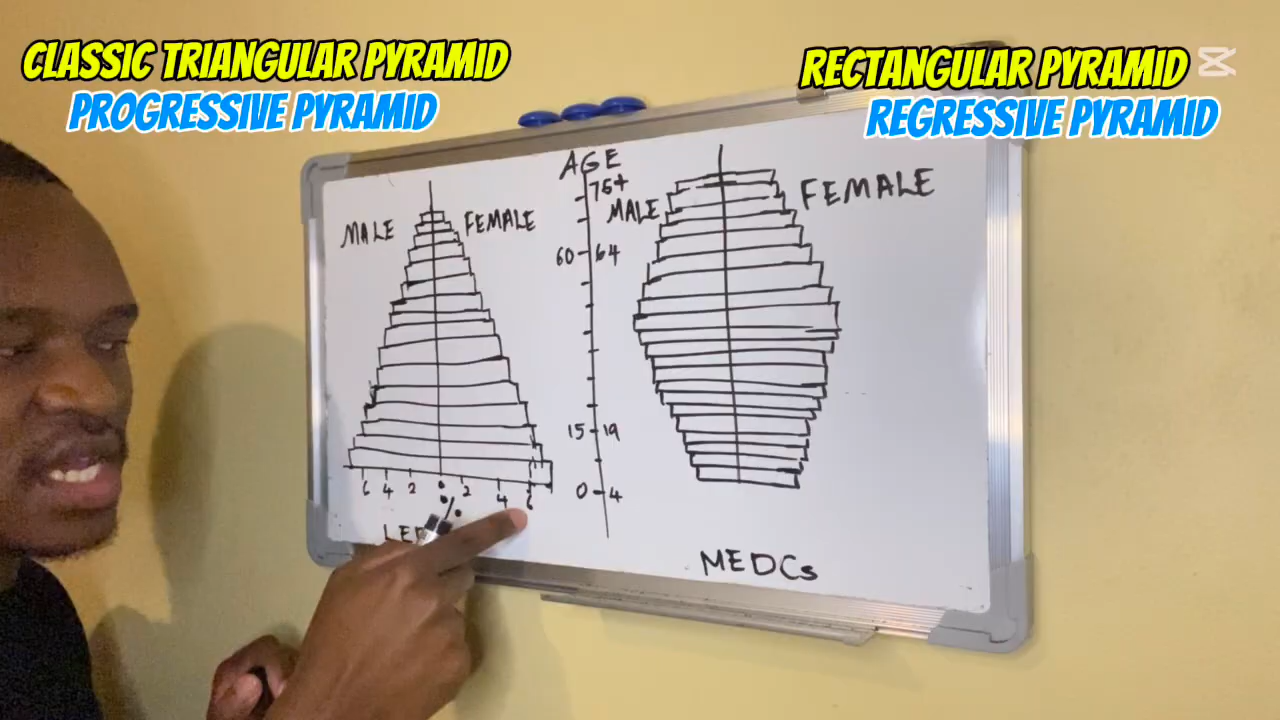 CLASSIC TRIANGULAR PYRAMID
PROGRESSIVE PYRAMID
RECTANGULAR PYRAMID
REGRESSIVE PYRAMID
AGE
75+
MALE FEMALE
MALE FEMALE
60 64
15 19
0 4
6 4 2 0 2 4 6
%
MEDCs